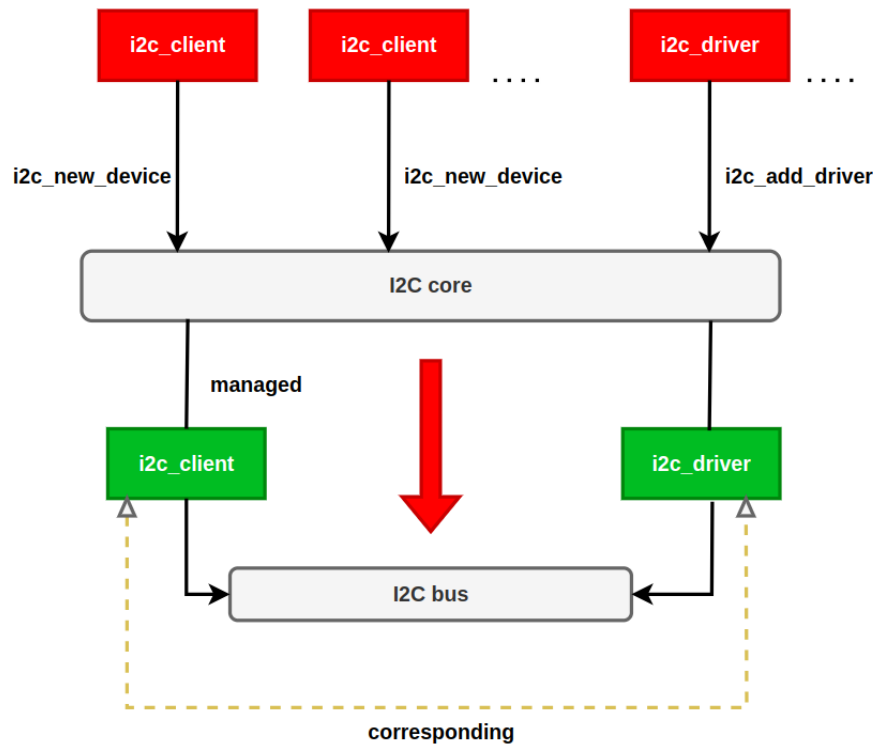 i2c_client
i2c_client
i2c_driver
. . . .
. . . .
i2c_new_device
i2c_new_device
i2c_add_driver
I2C core
managed
i2c_client
i2c_driver
I2C bus
corresponding